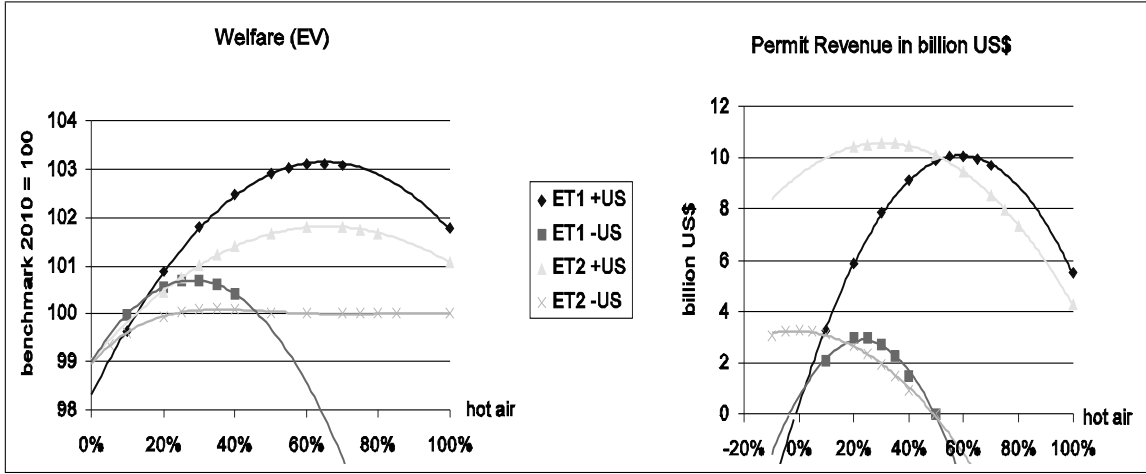 Welfare (EV)
benchmark 2010 = 100
104
103
102
101
100
99
98
0% 20% 40% 60% 80% 100%
hot air
ET1 +US
ET1 -US
ET2 +US
ET2 -US
Permit Revenue in billion US$
billion US$
12
10
8
6
4
2
0
-20% 0% 20% 40% 60% 80% 100%
hot air